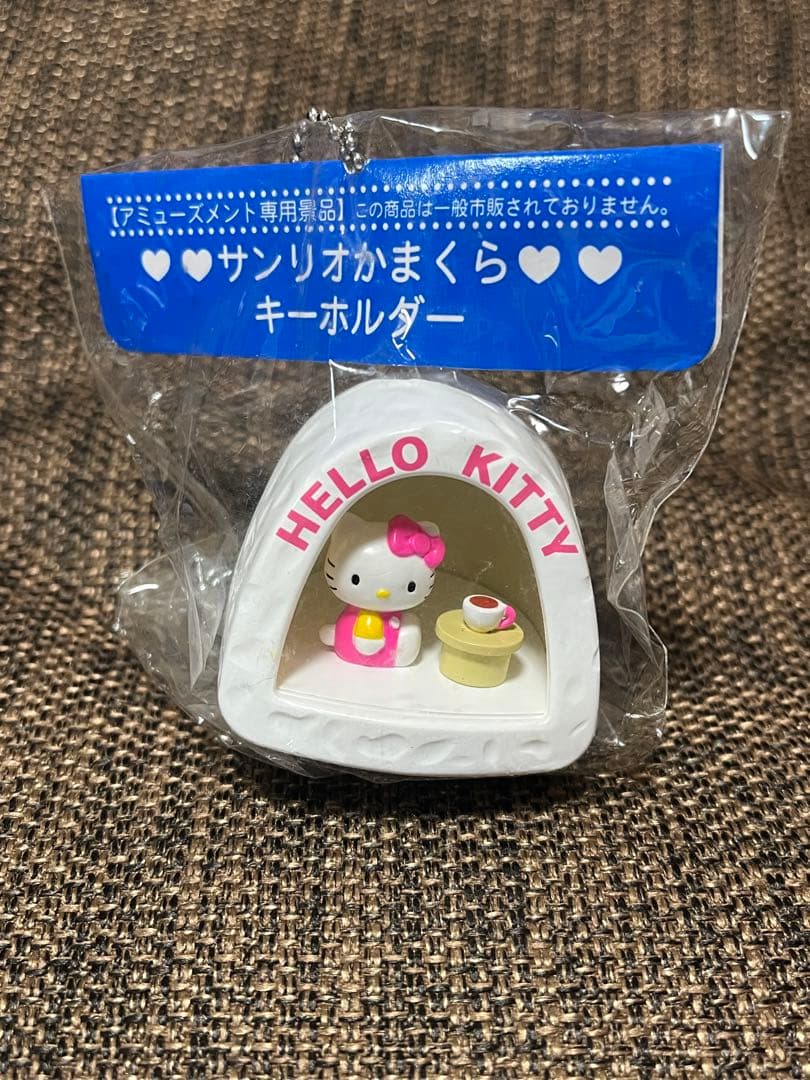 【アミューズメント専用景品】この商品は一般市販されておりません。
♥♥サンリオかまくら♥♥
キーホルダー
HELLO KITTY